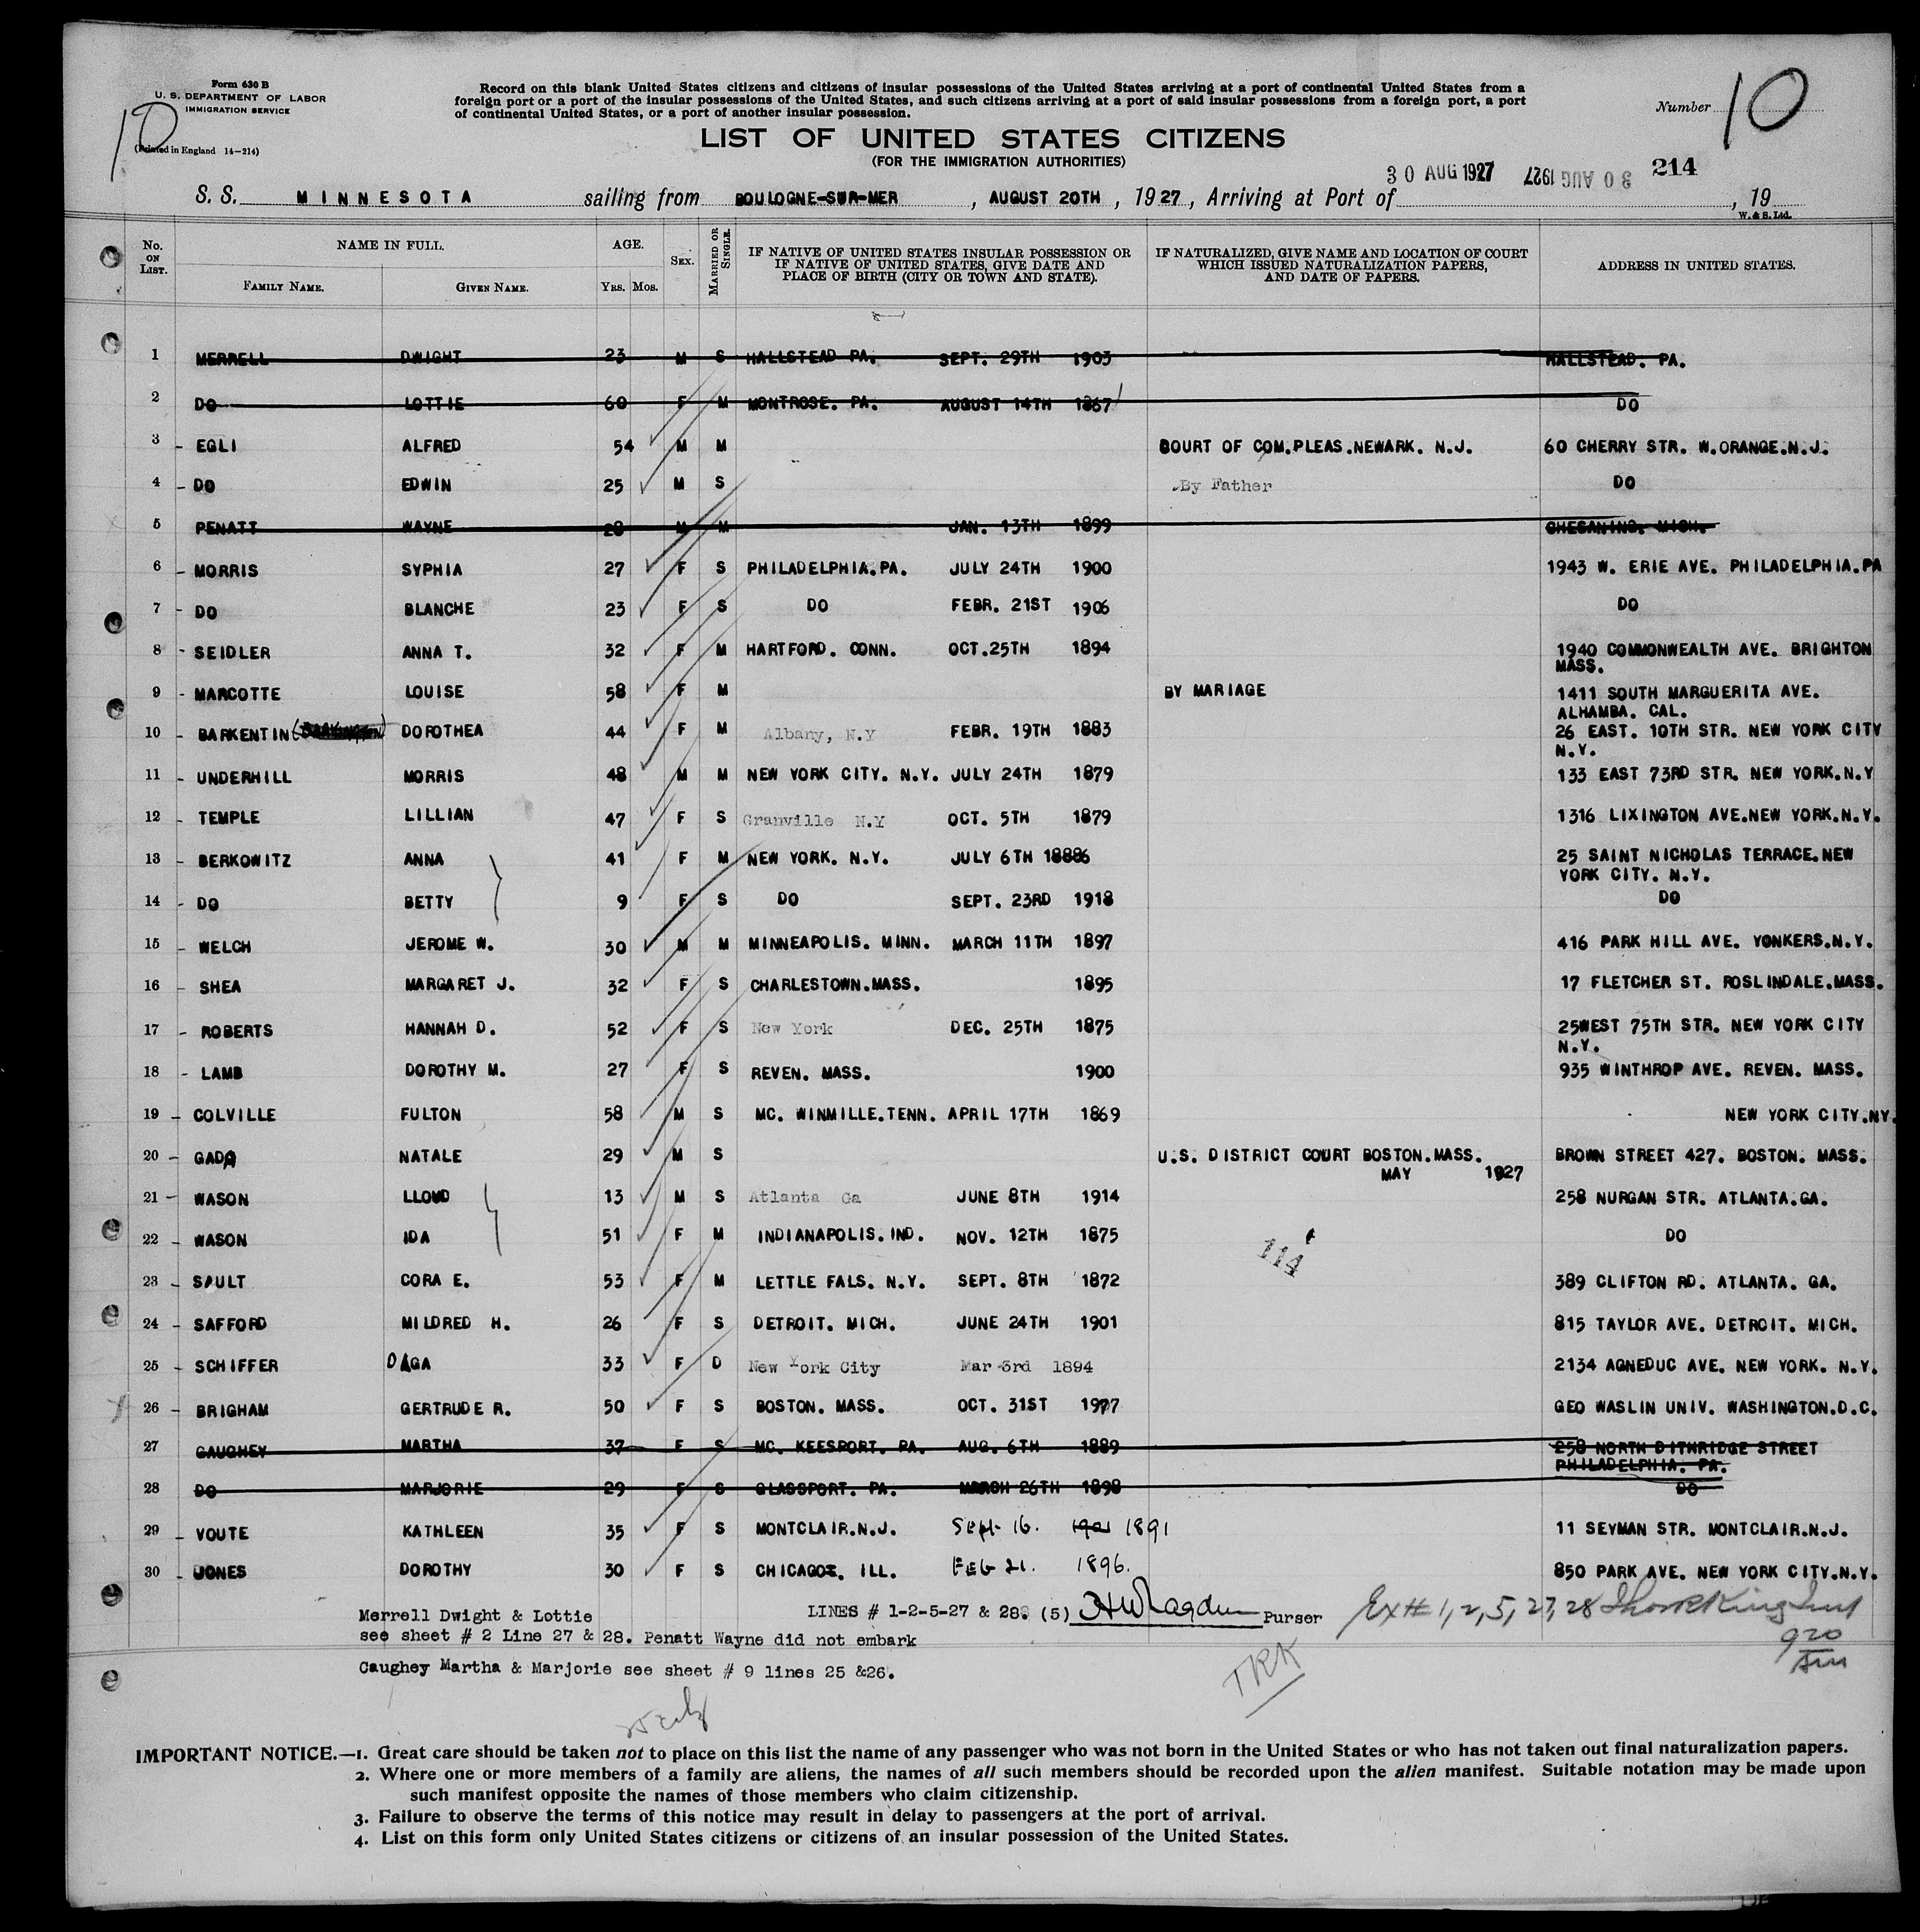 Form 630 B
U. S. DEPARTMENT OF LABOR
IMMIGRATION SERVICE
(Printed in England 14—214)
10
Record on this blank United States citizens and citizens of insular possessions of the United States arriving at a port of continental United States from a
foreign port or a port of the insular possessions of the United States, and such citizens arriving at a port of said insular possessions from a foreign port, a port
of continental United States, or a port of another insular possession.
Number 10
LIST OF UNITED STATES CITIZENS
(FOR THE IMMIGRATION AUTHORITIES)
30 AUG 1927 30 AUG 1927 214
S. S. MINNESOTA sailing from BOULOGNE-SUR-MER, AUGUST 20TH, 1927, Arriving at Port of , 19
W. & S. Ltd.
No. ON LIST. NAME IN FULL. AGE. SEX. MARRIED OR SINGLE. IF NATIVE OF UNITED STATES INSULAR POSSESSION OR IF NATIVE OF UNITED STATES, GIVE DATE AND PLACE OF BIRTH (CITY OR TOWN AND STATE). IF NATURALIZED, GIVE NAME AND LOCATION OF COURT WHICH ISSUED NATURALIZATION PAPERS, AND DATE OF PAPERS. ADDRESS IN UNITED STATES.
FAMILY NAME. GIVEN NAME. YRS. MOS.
1 MERRELL DWIGHT 23 M S HALLSTEAD PA. SEPT. 29TH 1903 HALLSTEAD. PA.
2 DO LOTTIE 60 F M MONTROSE. PA. AUGUST 14TH 1867 DO
3 - EGLI ALFRED 54 M M COURT OF COM.PLEAS.NEWARK. N.J. 60 CHERRY STR. W.ORANGE.N.J.
4 - DO EDWIN 25 M S By Father DO
5 PENATT WAYNE 28 M M JAN. 13TH 1899 CHESANING. MICH.
6 - MORRIS SYPHIA 27 F S PHILADELPHIA.PA. JULY 24TH 1900 1943 W. ERIE AVE. PHILADELPHIA.PA
7 - DO BLANCHE 23 F S DO FEBR. 21ST 1906 DO
8 - SEIDLER ANNA T. 32 F M HARTFORD. CONN. OCT.25TH 1894 1940 COMMONWEALTH AVE. BRIGHTON
MASS.
9 - MARCOTTE LOUISE 58 F M BY MARIAGE 1411 SOUTH MARGUERITA AVE.
ALHAMBA. CAL.
10 - BARKENTIN DOROTHEA 44 F M Albany, N.Y FEBR. 19TH 1883 26 EAST. 10TH STR. NEW YORK CITY
N.Y.
11 - UNDERHILL MORRIS 48 M M NEW YORK CITY. N.Y. JULY 24TH 1879 133 EAST 73RD STR. NEW YORK.N.Y
12 - TEMPLE LILLIAN 47 F S Granville N.Y OCT. 5TH 1879 1316 LIXINGTON AVE.NEW YORK.N.Y.
13 - BERKOWITZ ANNA 41 F M NEW YORK. N.Y. JULY 6TH 18886 25 SAINT NICHOLAS TERRACE.NEW
YORK CITY. N.Y.
14 - DO BETTY 9 F S DO SEPT. 23RD 1918 DO
15 - WELCH JEROME W. 30 M M MINNEAPOLIS. MINN. MARCH 11TH 1897 416 PARK HILL AVE. YONKERS.N.Y.
16 - SHEA MARGARET J. 32 F S CHARLESTOWN.MASS. 1895 17 FLETCHER ST. ROSLINDALE.MASS.
17 - ROBERTS HANNAH D. 52 F S New York DEC. 25TH 1875 25WEST 75TH STR. NEW YORK CITY
N.Y.
18 - LAMB DOROTHY M. 27 F S REVEN. MASS. 1900 935 WINTHROP AVE. REVEN. MASS.
19 - COLVILLE FULTON 58 M S MC. WINMILLE.TENN. APRIL 17TH 1869 NEW YORK CITY.NY.
20 - GADA NATALE 29 M S U.S. DISTRICT COURT BOSTON.MASS. BROWN STREET 427. BOSTON. MASS.
MAY 1927
21 - WASON LLOUD 13 M S Atlanta Ga JUNE 8TH 1914 258 NURGAN STR. ATLANTA.GA.
22 - WASON IDA 51 F M INDIANAPOLIS. IND. NOV. 12TH 1875 DO
114
23 - SAULT CORA E. 53 F M LETTLE FALS. N.Y. SEPT. 8TH 1872 389 CLIFTON RD. ATLANTA. GA.
24 - SAFFORD MILDRED H. 26 F S DETROIT. MICH. JUNE 24TH 1901 815 TAYLOR AVE. DETROIT. MICH.
25 - SCHIFFER DAGA 33 F D New York City Mar 3rd 1894 2134 AGNEDUC AVE. NEW YORK. N.Y.
26 - BRIGHAM GERTRUDE R. 50 F S BOSTON. MASS. OCT. 31ST GEO WASLIN UNIV. WASHINGTON.D.C.
27 CAUGHEY MARTHA 37 F S MC. KEESPORT. PA. AUG. 6TH 1889 258 NORTH DITHRIDGE STREET
PHILADELPHIA. PA.
28 DO MARJORIE 29 F S GLASSPORT. PA. MARCH 26TH 1898 DO
29 - VOUTE KATHLEEN 35 F S MONTCLAIR.N.J. Sept. 16. 1901 1891 11 SEYMAN STR. MONTCLAIR.N.J.
30 - JONES DOROTHY 30 F S CHICAGO. ILL. FEB 21. 1896. 850 PARK AVE. NEW YORK CITY.N.Y.
Merrell Dwight & Lottie LINES # 1-2-5-27 & 28. (5) Purser Ex # 1, 2, 5, 27, 28
see sheet # 2 Line 27 & 28. Penatt Wayne did not embark 920
Caughey Martha & Marjorie see sheet # 9 lines 25 &26.
TRK
IMPORTANT NOTICE.—1. Great care should be taken not to place on this list the name of any passenger who was not born in the United States or who has not taken out final naturalization papers.
2. Where one or more members of a family are aliens, the names of all such members should be recorded upon the alien manifest. Suitable notation may be made upon
such manifest opposite the names of those members who claim citizenship.
3. Failure to observe the terms of this notice may result in delay to passengers at the port of arrival.
4. List on this form only United States citizens or citizens of an insular possession of the United States.